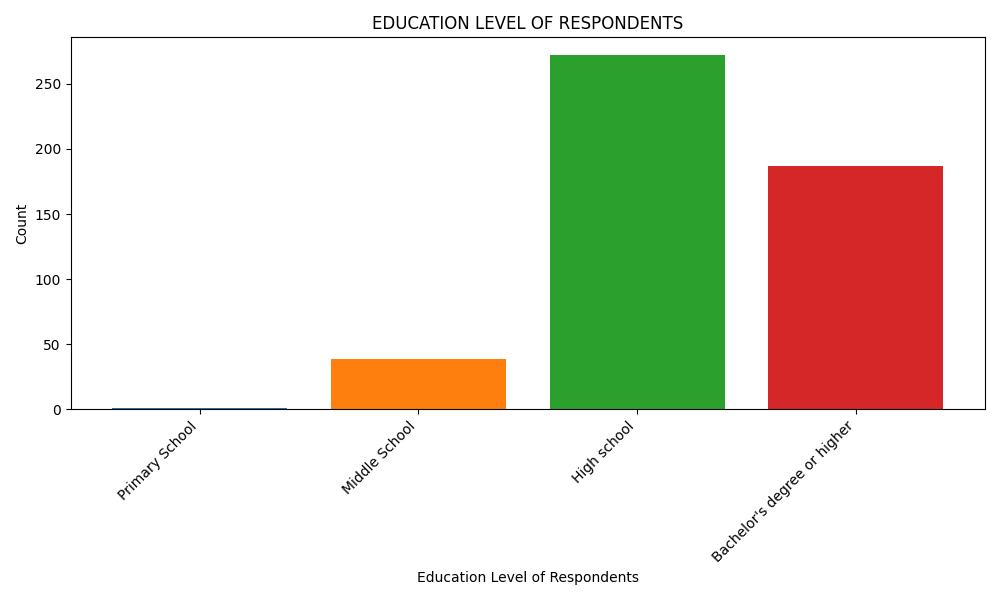 EDUCATION LEVEL OF RESPONDENTS
Count
250
200
150
100
50
0
Primary School
Middle School
High school
Bachelor's degree or higher
Education Level of Respondents